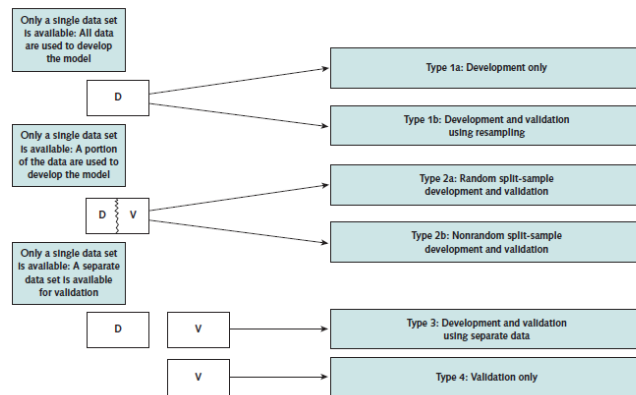 Only a single data set
is available: All data
are used to develop
the model
D
Type 1a: Development only
Type 1b: Development and validation
using resampling
Only a single data set
is available: A portion
of the data are used to
develop the model
D
V
Type 2a: Random split-sample
development and validation
Type 2b: Nonrandom split-sample
development and validation
Only a single data set
is available: A separate
data set is available
for validation
D
V
Type 3: Development and validation
using separate data
V
Type 4: Validation only